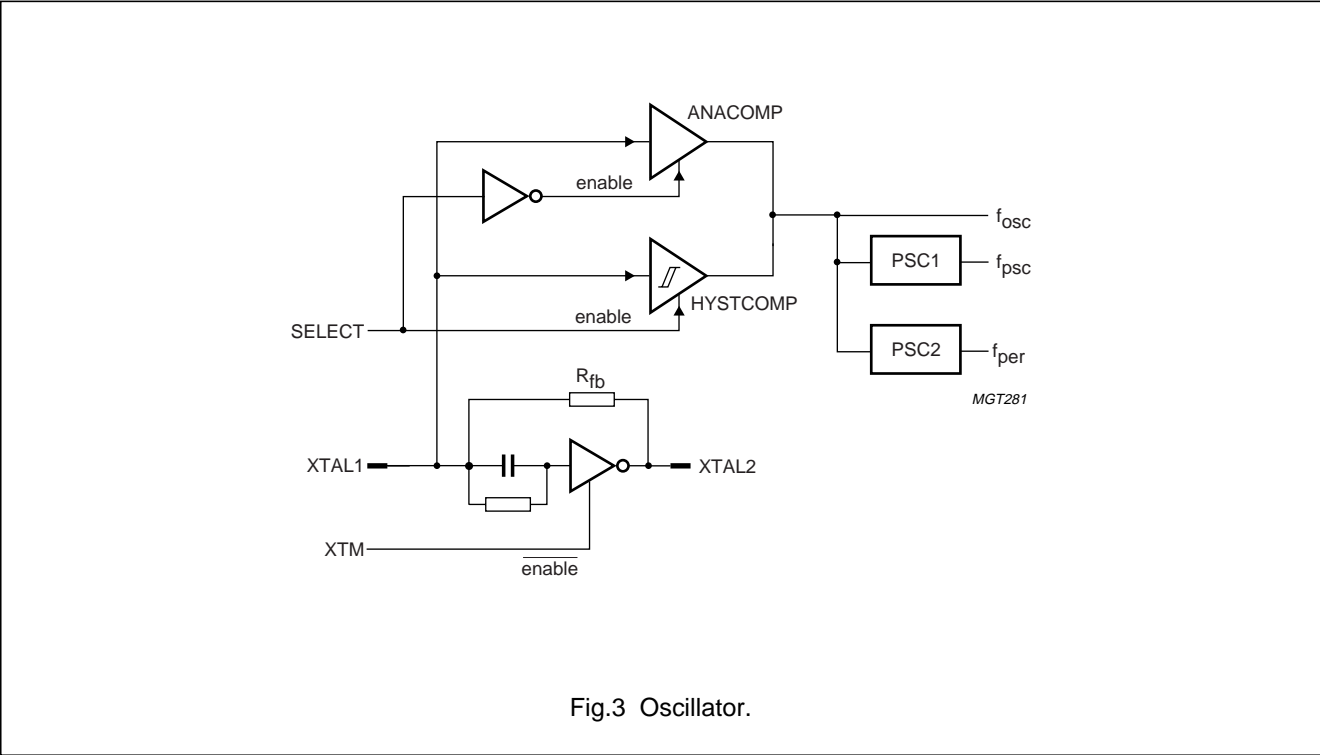 ANACOMP
enable
fosc
PSC1
fpsc
HYSTCOMP
enable
SELECT
PSC2
fper
Rfb
MGT281
XTAL1
XTAL2
XTM
enable
Fig.3 Oscillator.